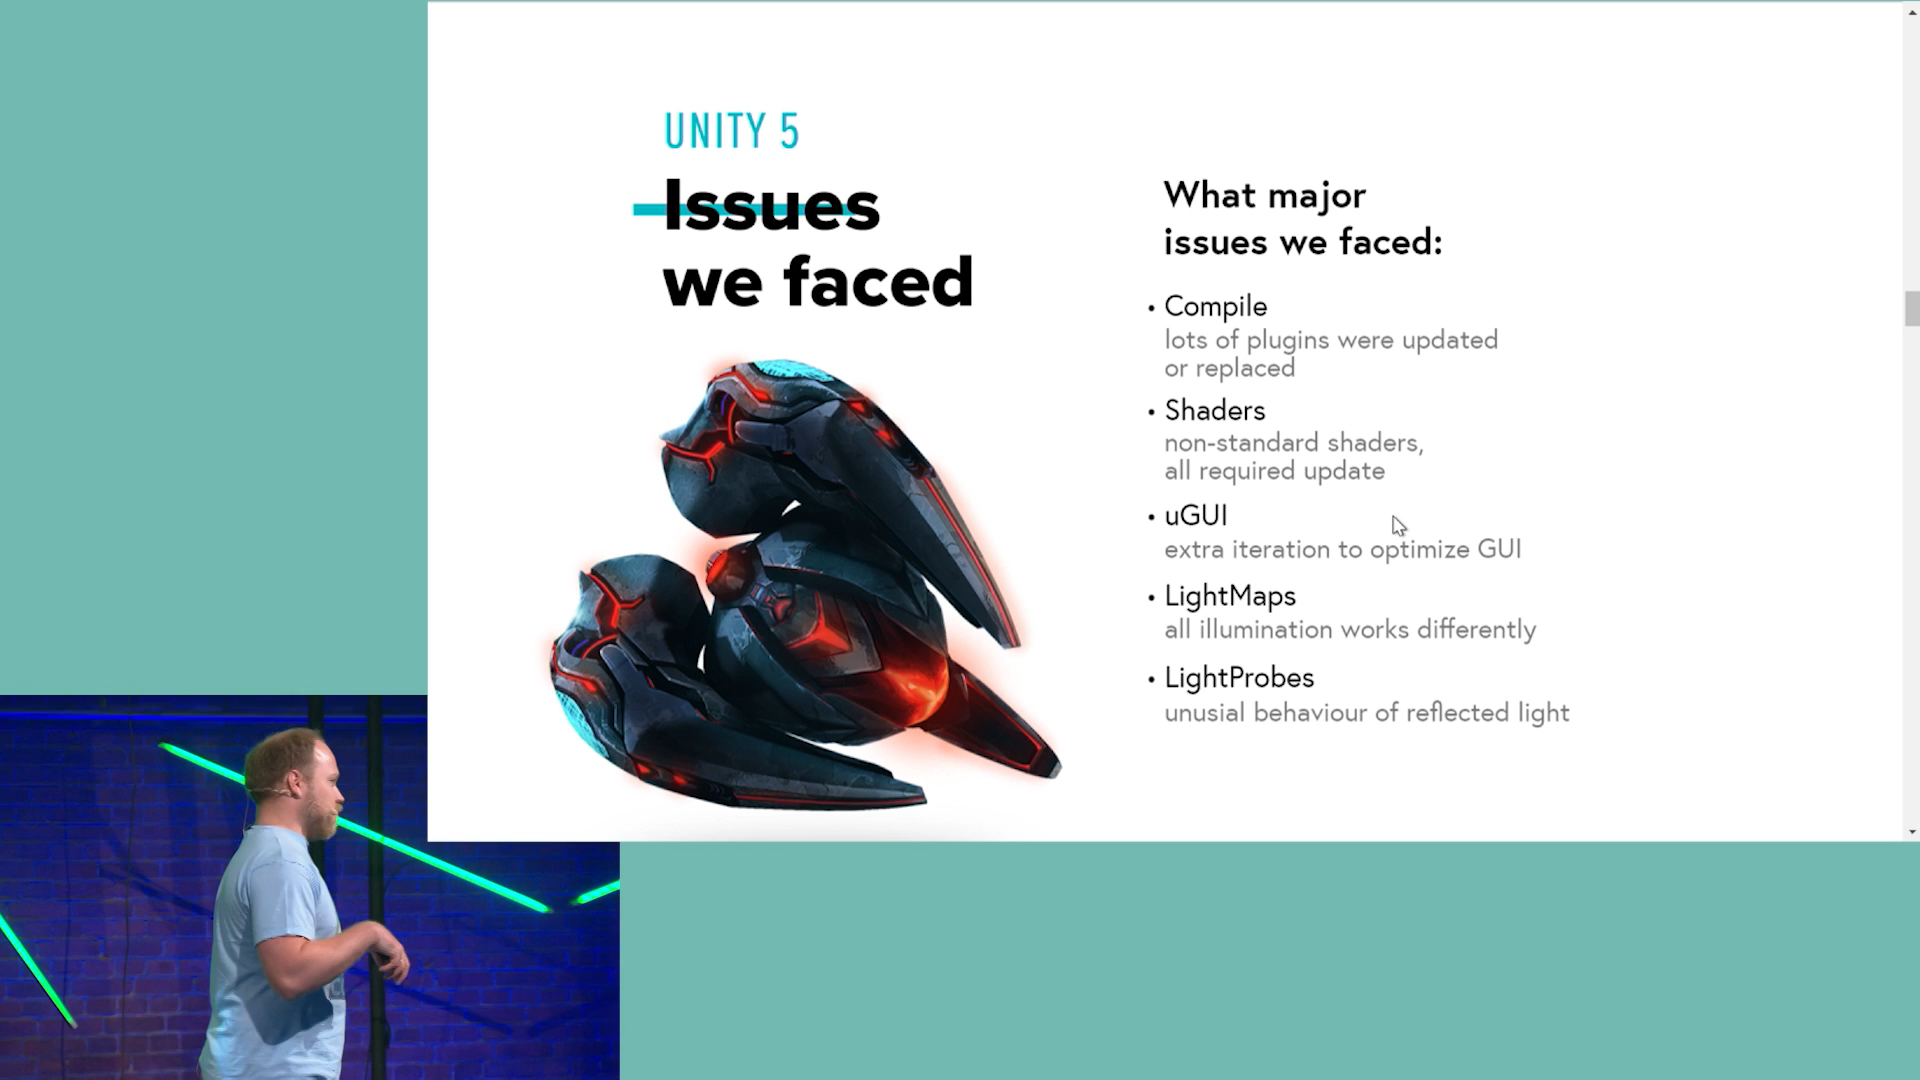 UNITY 5
Issues
we faced
What major
issues we faced:
• Compile
lots of plugins were updated
or replaced
• Shaders
non-standard shaders,
all required update
• uGUI
extra iteration to optimize GUI
• LightMaps
all illumination works differently
• LightProbes
unusial behaviour of reflected light